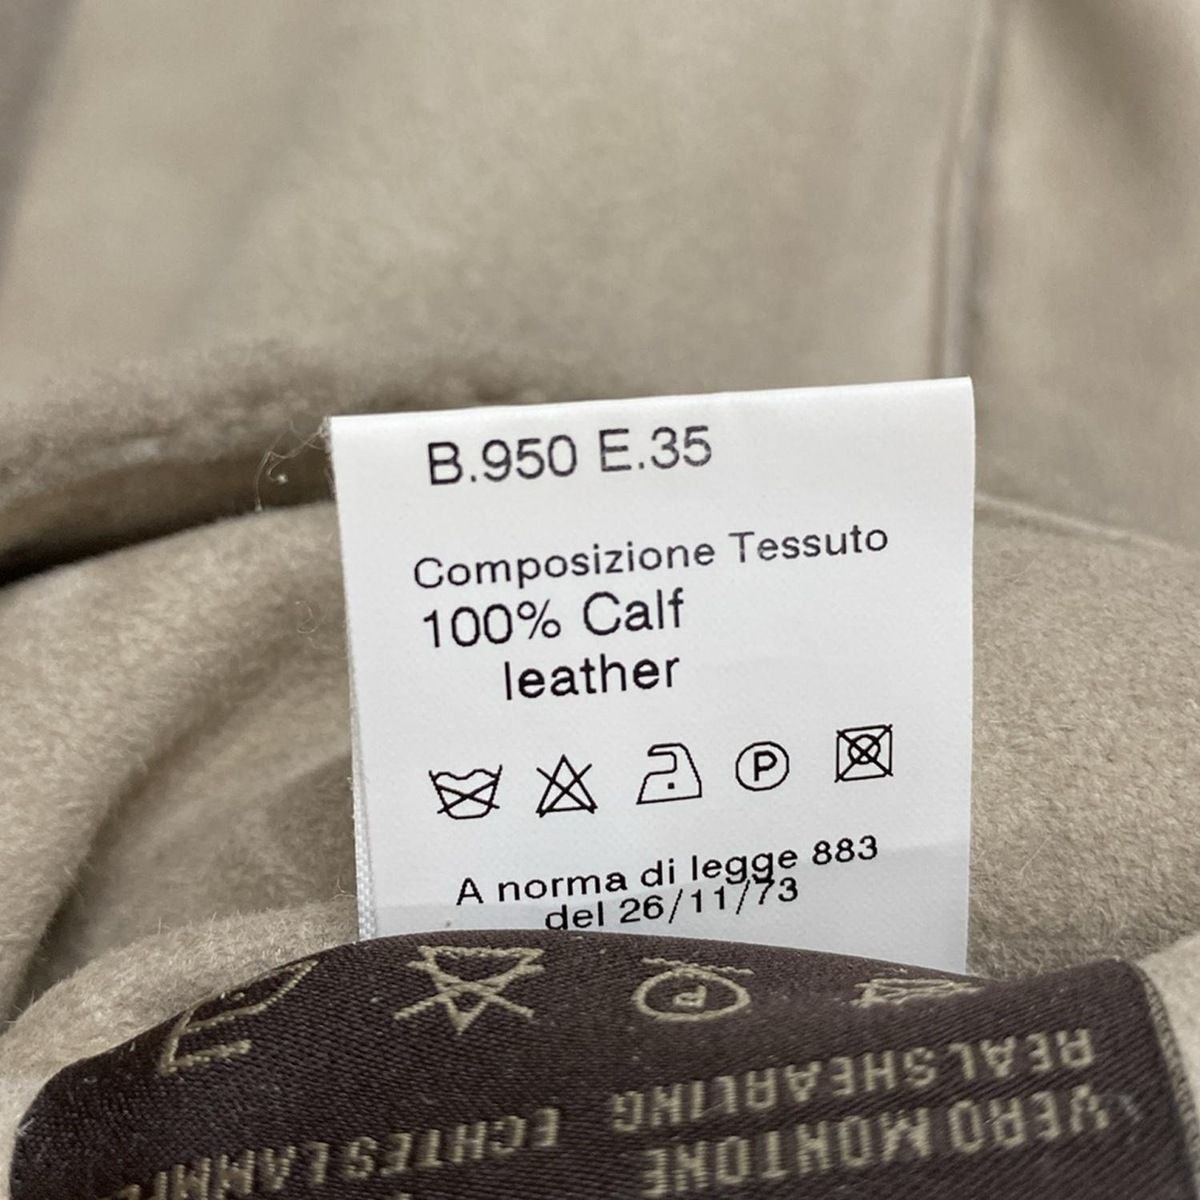 B.950 E.35
Composizione Tessuto
100% Calf
leather
P
A norma di legge 883
del 26/11/73
P
VERO MONTONE
REAL SHEARLING
ECHTES